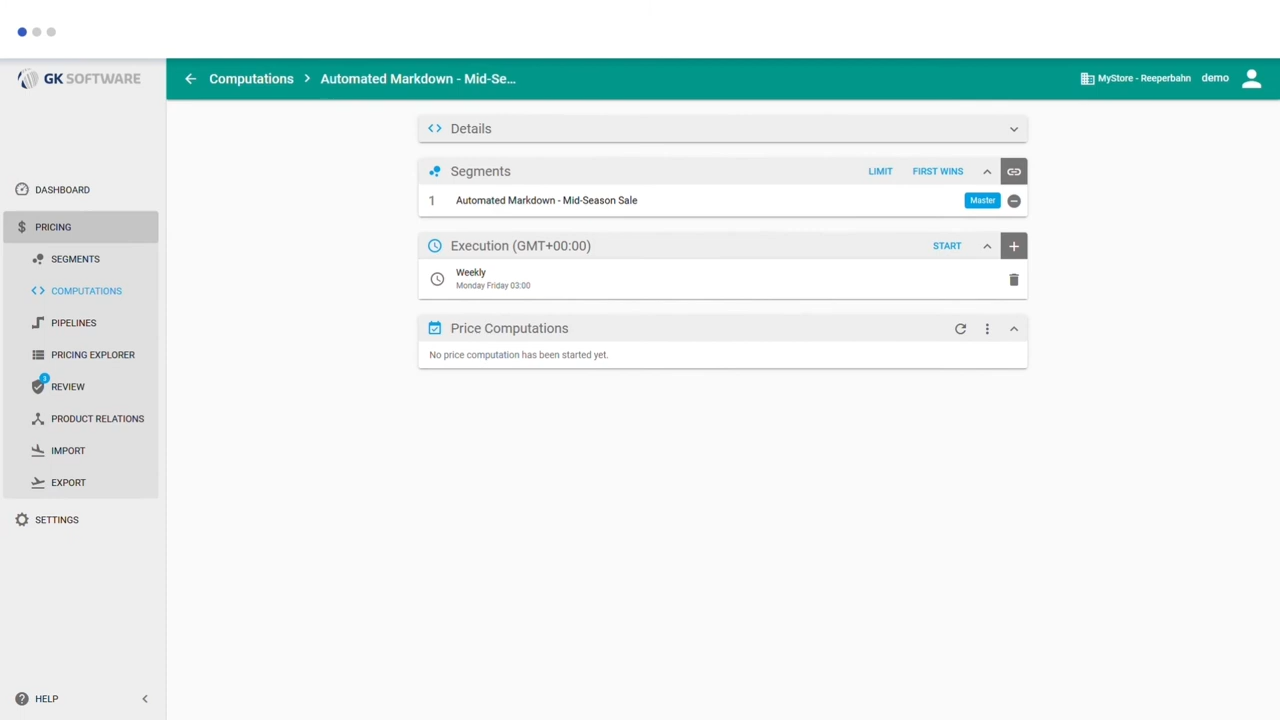 GK SOFTWARE
Computations > Automated Markdown - Mid-Se...
MyStore - Reeperbahn demo
DASHBOARD
PRICING
SEGMENTS
COMPUTATIONS
PIPELINES
PRICING EXPLORER
3
REVIEW
PRODUCT RELATIONS
IMPORT
EXPORT
SETTINGS
HELP
Details
Segments LIMIT FIRST WINS
1 Automated Markdown - Mid-Season Sale Master
Execution (GMT+00:00) START
Weekly
Monday Friday 03:00
Price Computations
No price computation has been started yet.